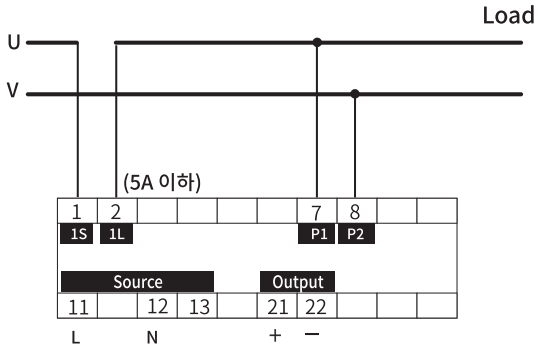 Load
U
V
(5A 이하)
1 2 7 8
1S 1L P1 P2
Source Output
11 12 13 21 22
L N + −